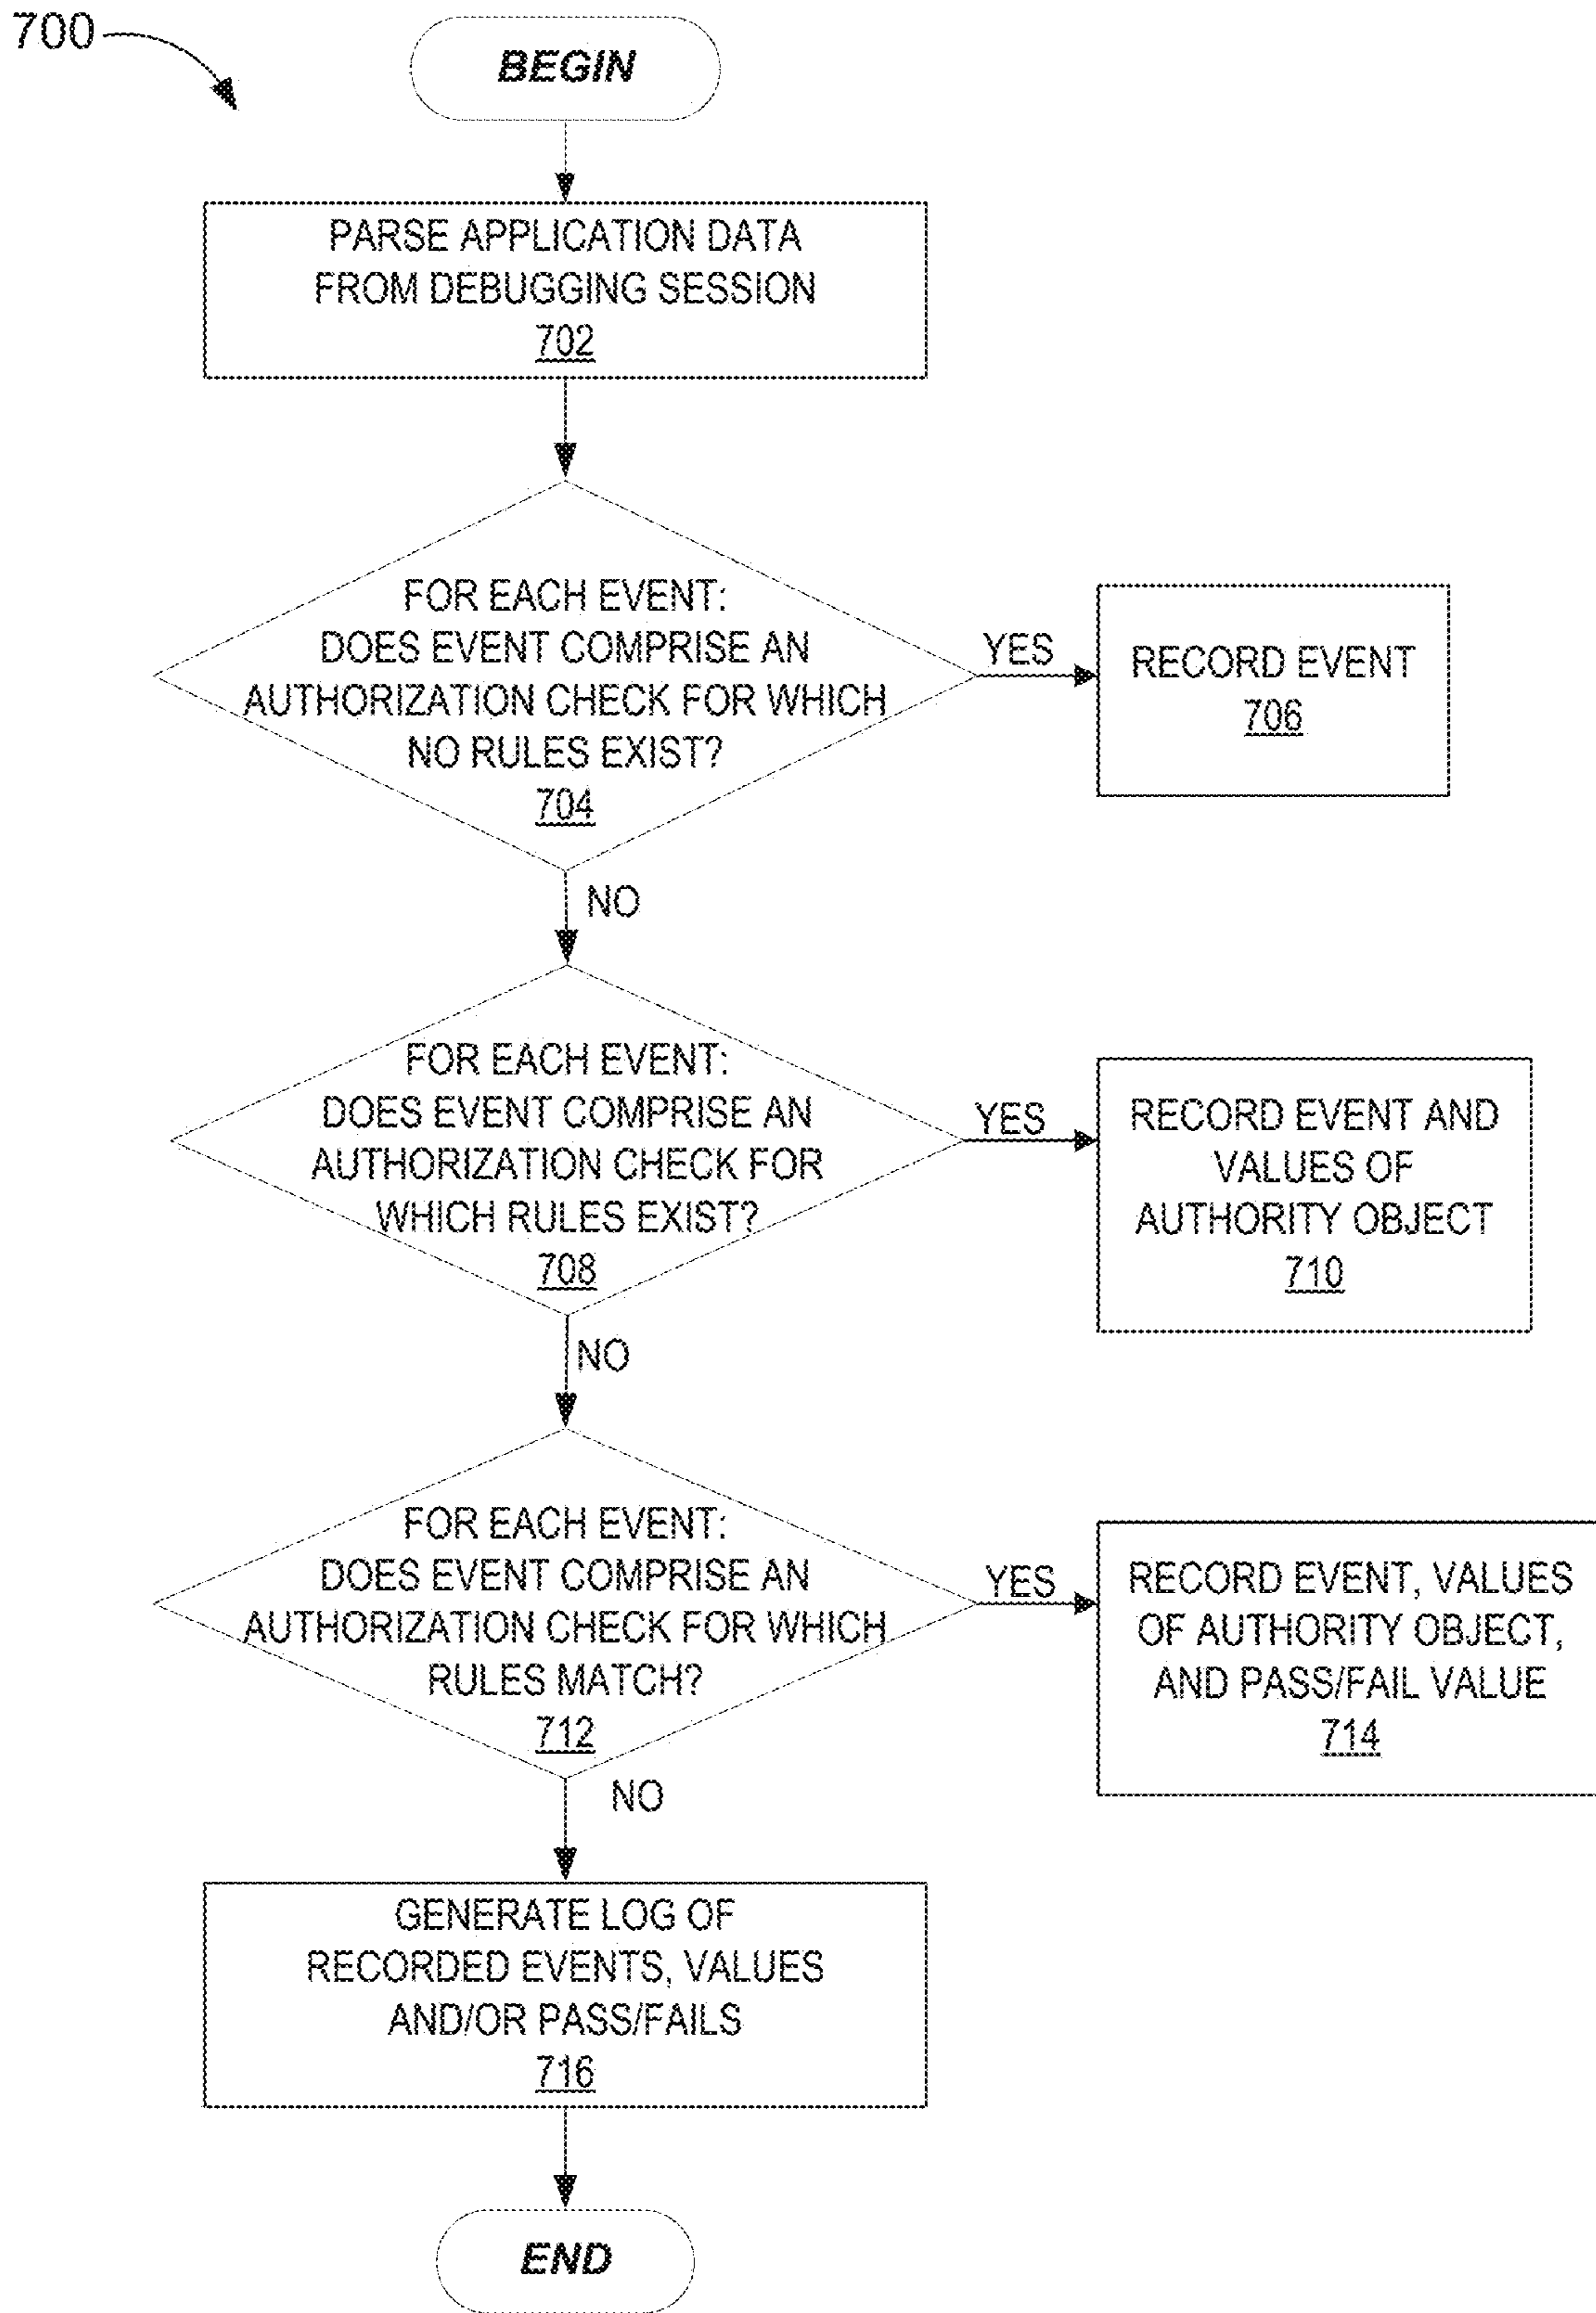 700
BEGIN
PARSE APPLICATION DATA
FROM DEBUGGING SESSION
702
FOR EACH EVENT:
DOES EVENT COMPRISE AN
AUTHORIZATION CHECK FOR WHICH
NO RULES EXIST?
704
YES
RECORD EVENT
706
NO
FOR EACH EVENT:
DOES EVENT COMPRISE AN
AUTHORIZATION CHECK FOR
WHICH RULES EXIST?
708
YES
RECORD EVENT AND
VALUES OF
AUTHORITY OBJECT
710
NO
FOR EACH EVENT:
DOES EVENT COMPRISE AN
AUTHORIZATION CHECK FOR WHICH
RULES MATCH?
712
YES
RECORD EVENT, VALUES
OF AUTHORITY OBJECT,
AND PASS/FAIL VALUE
714
NO
GENERATE LOG OF
RECORDED EVENTS, VALUES
AND/OR PASS/FAILS
716
END